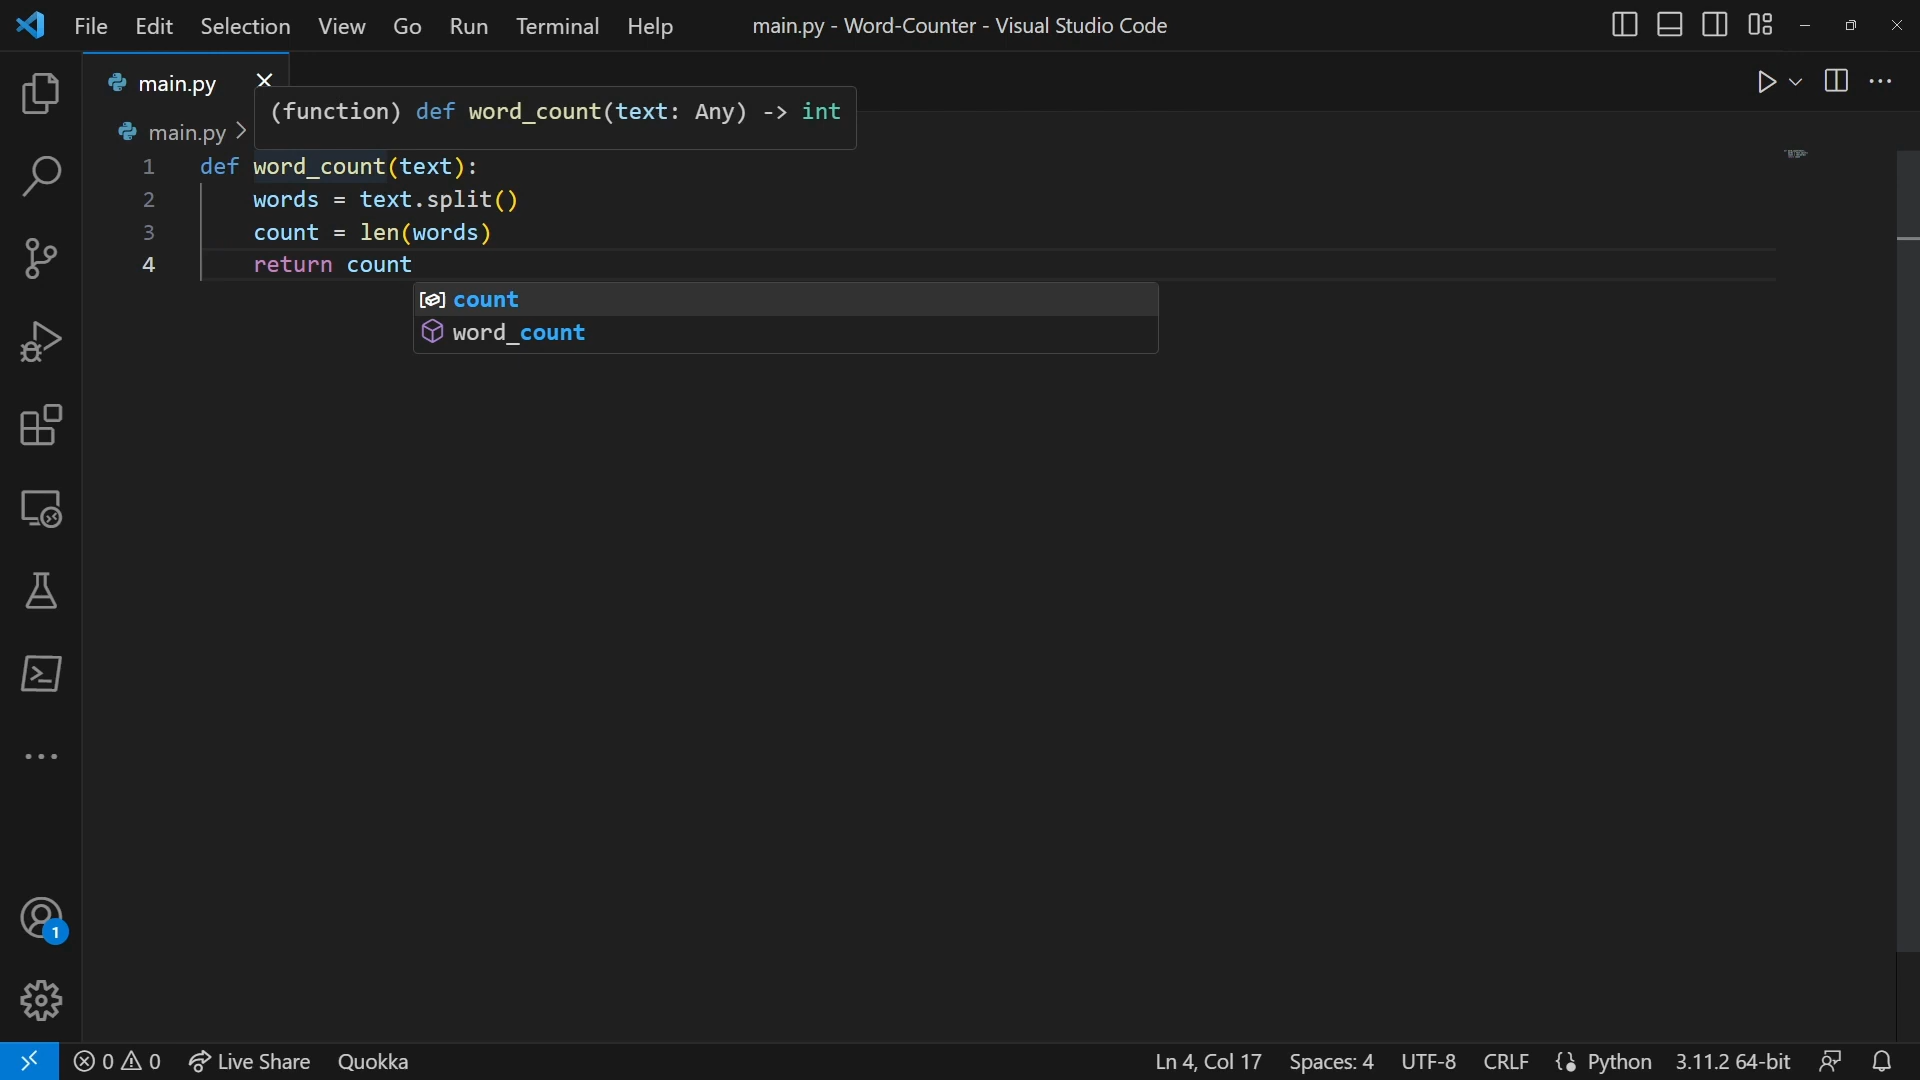 File Edit Selection View Go Run Terminal Help main.py - Word-Counter - Visual Studio Code
main.py
(function) def word_count(text: Any) -> int
main.py >
1 def word_count(text):
2 words = text.split()
3 count = len(words)
4 return count
count
word_count
1
0 0 Live Share Quokka Ln 4, Col 17 Spaces: 4 UTF-8 CRLF Python 3.11.2 64-bit